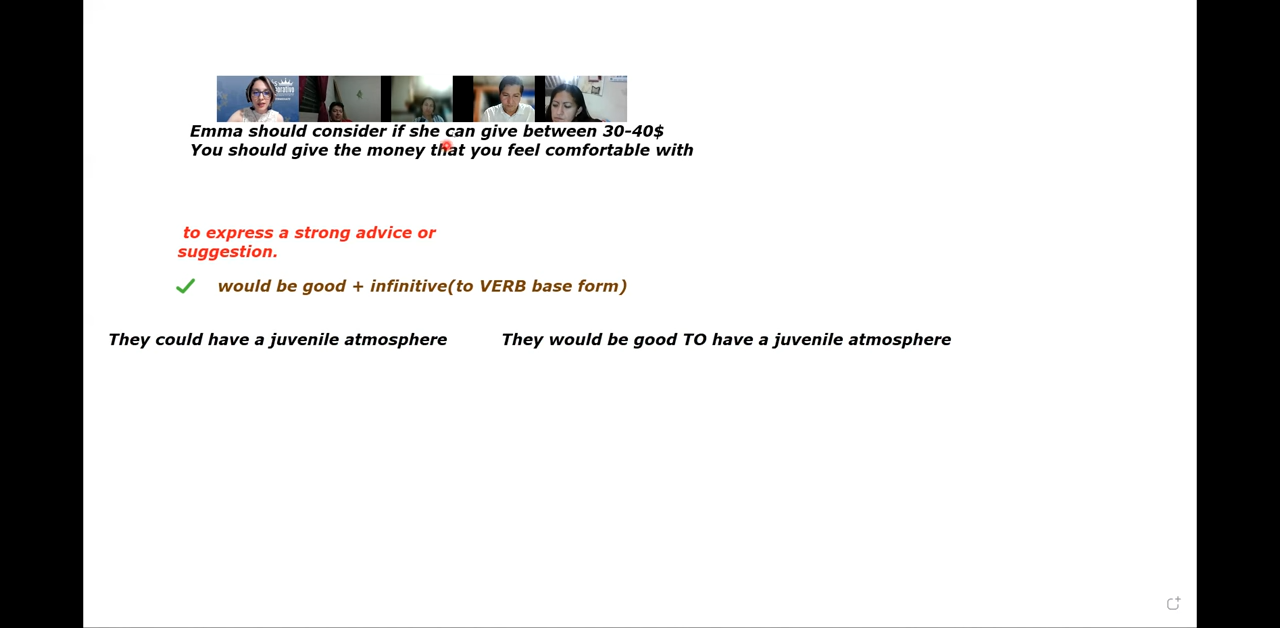 Emma should consider if she can give between 30-40$
You should give the money that you feel comfortable with
to express a strong advice or
suggestion.
would be good + infinitive(to VERB base form)
They could have a juvenile atmosphere
They would be good TO have a juvenile atmosphere